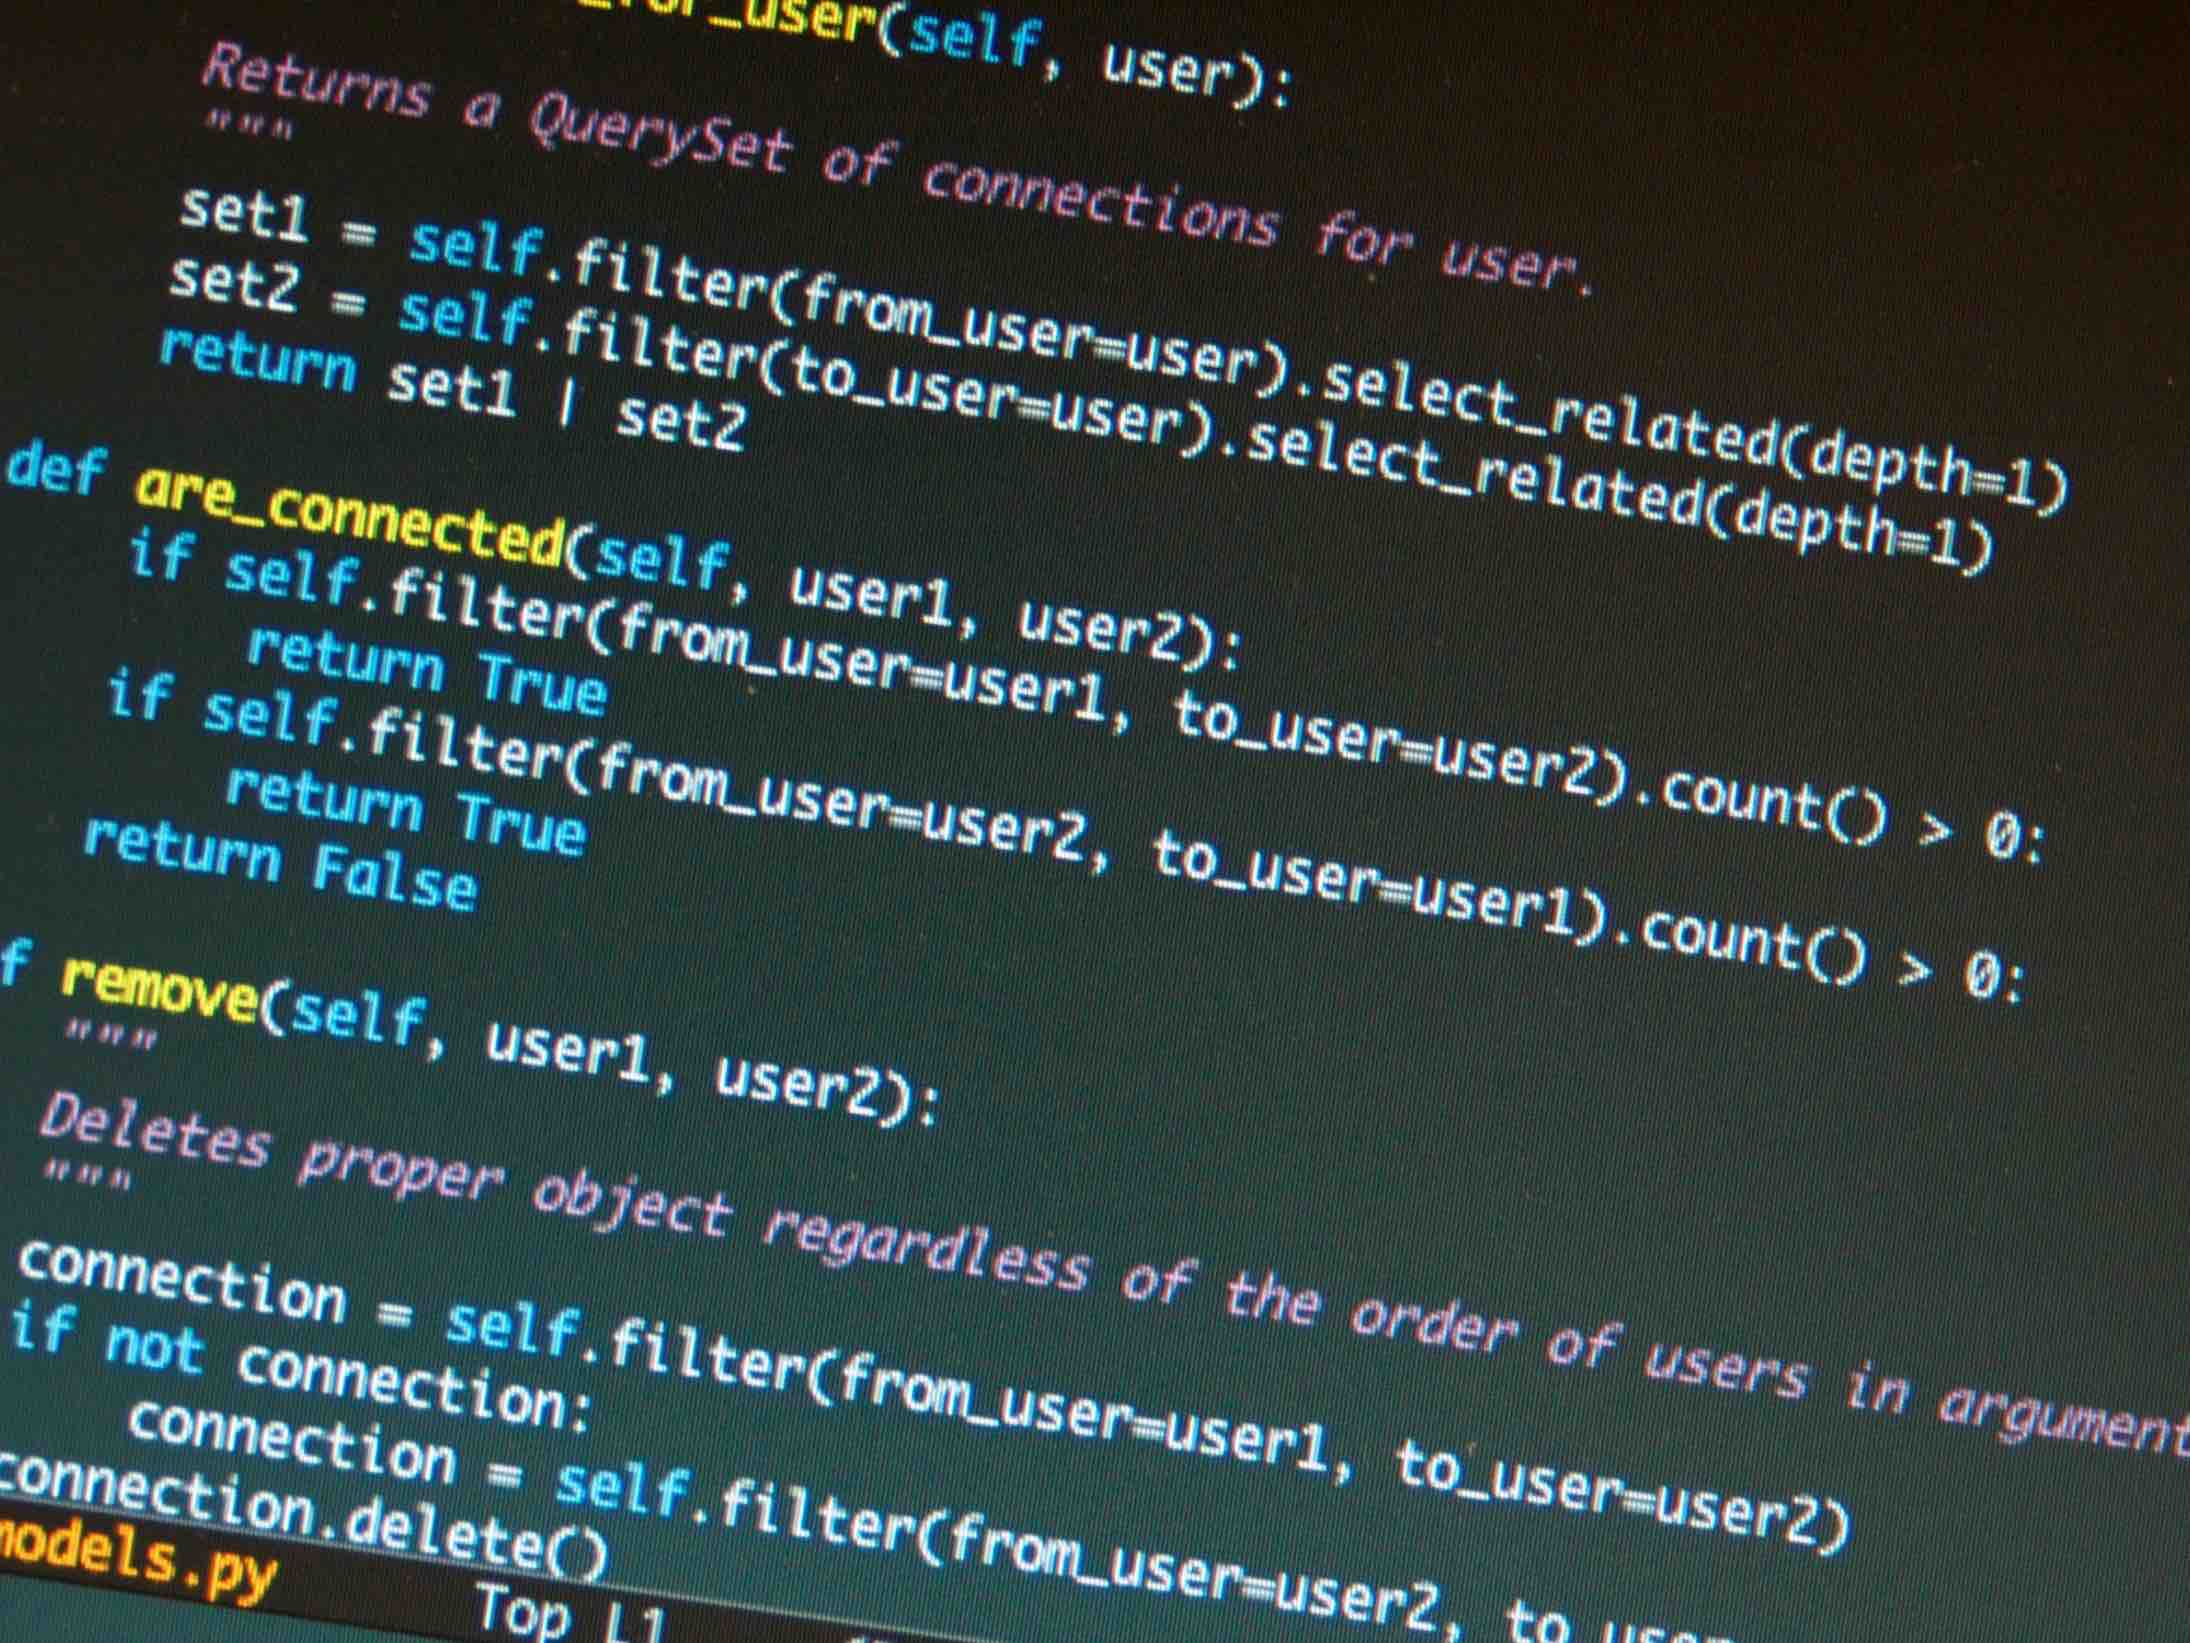 _for_user(self, user):
Returns a QuerySet of connections for user.
"""
set1 = self.filter(from_user=user).select_related(depth=1)
set2 = self.filter(to_user=user).select_related(depth=1)
return set1 | set2
def are_connected(self, user1, user2):
if self.filter(from_user=user1, to_user=user2).count() > 0:
return True
if self.filter(from_user=user2, to_user=user1).count() > 0:
return True
return False
f remove(self, user1, user2):
"""
Deletes proper object regardless of the order of users in argument
"""
connection = self.filter(from_user=user1, to_user=user2)
if not connection:
connection = self.filter(from_user=user2, to_user
connection.delete()
models.py Top L1